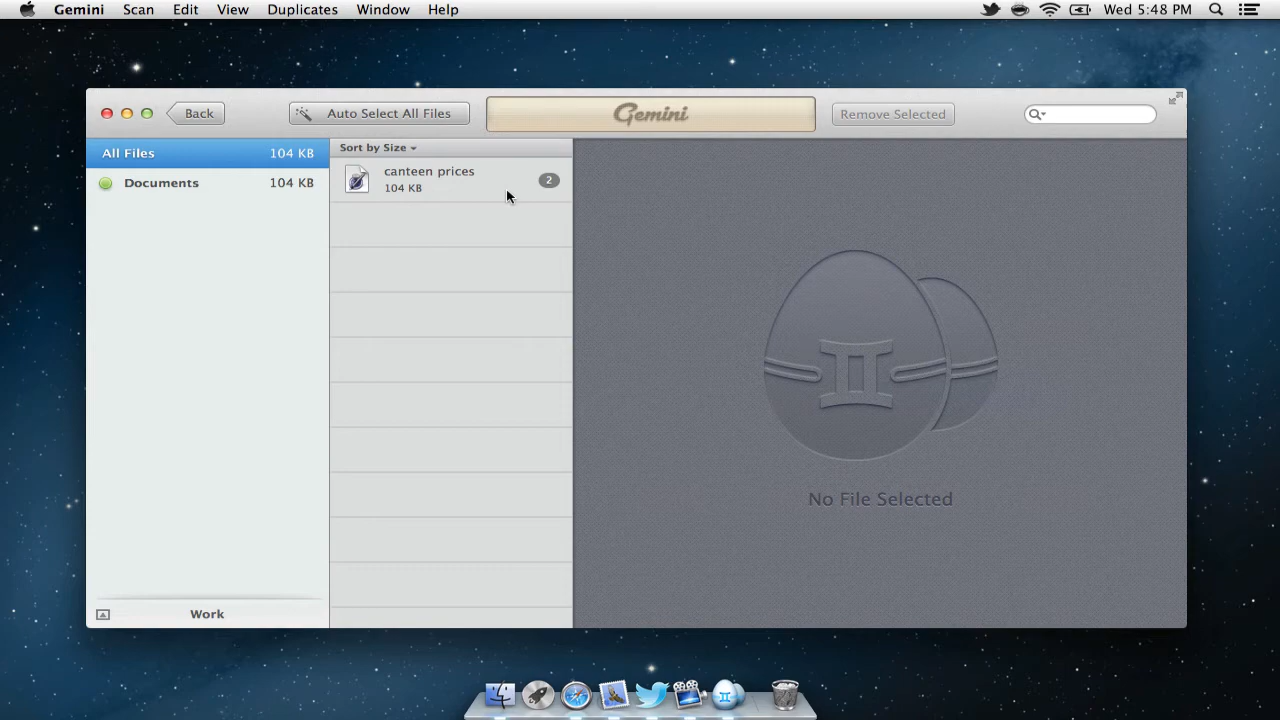 Gemini Scan Edit View Duplicates Window Help Wed 5:48 PM
Back Auto Select All Files Gemini Remove Selected
All Files 104 KB
Documents 104 KB
Work
Sort by Size
canteen prices
104 KB
2
No File Selected